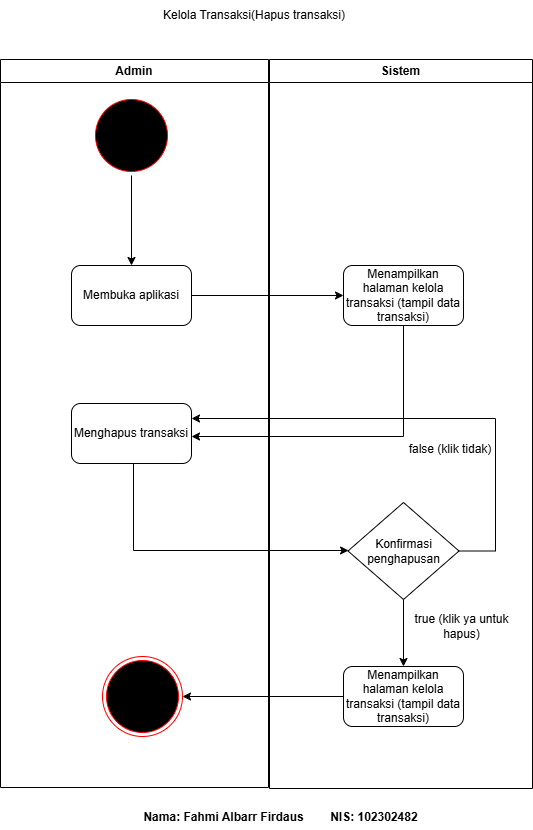 Kelola Transaksi(Hapus transaksi)
Admin
Sistem
Membuka aplikasi
Menampilkan
halaman kelola
transaksi (tampil data
transaksi)
Menghapus transaksi
false (klik tidak)
Konfirmasi
penghapusan
true (klik ya untuk
hapus)
Menampilkan
halaman kelola
transaksi (tampil data
transaksi)
Nama: Fahmi Albarr Firdaus NIS: 102302482